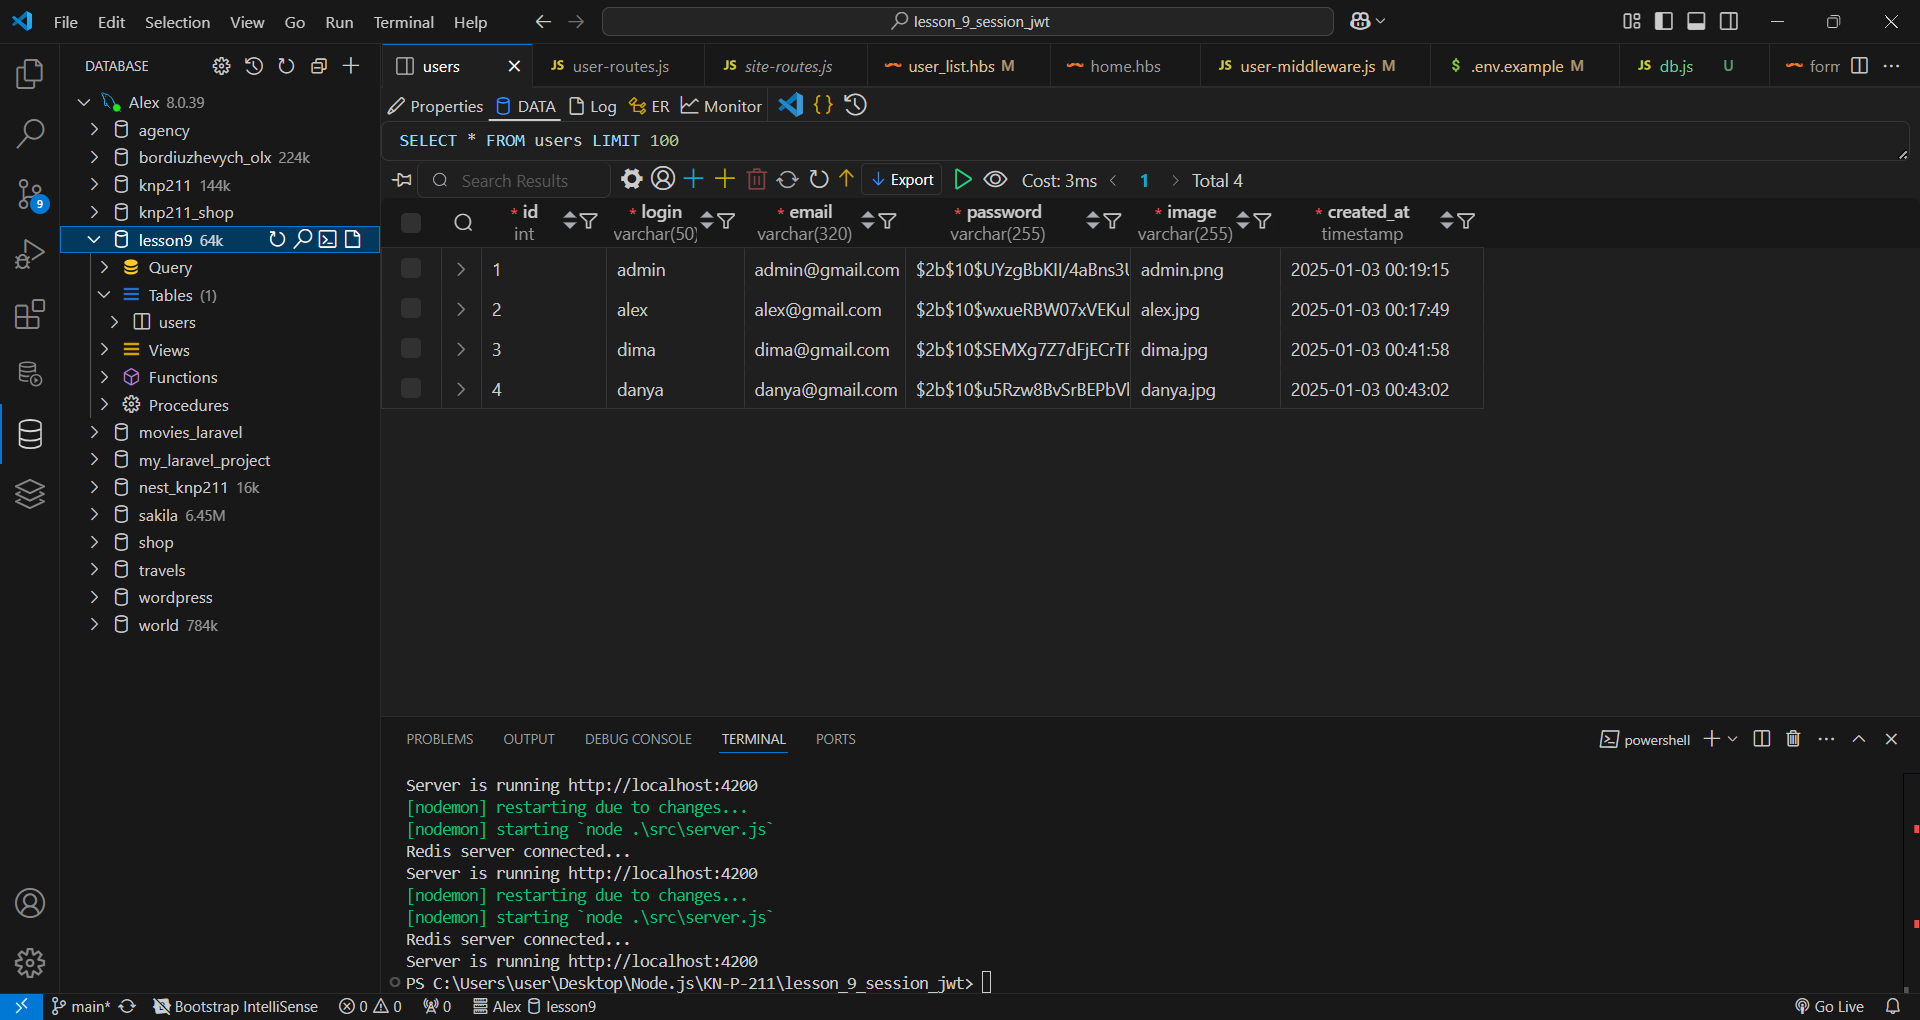 File Edit Selection View Go Run Terminal Help
lesson_9_session_jwt
DATABASE
users
JS user-routes.js
JS site-routes.js
user_list.hbs M
home.hbs
JS user-middleware.js M
$ .env.example M
JS db.js U
forr
Properties DATA Log ER Monitor {}
SELECT * FROM users LIMIT 100
Search Results
Export Cost: 3ms 1 Total 4
* id * login * email * password * image * created_at
int varchar(50) varchar(320) varchar(255) varchar(255) timestamp
1 admin admin@gmail.com $2b$10$UYzgBbKII/4aBns3U admin.png 2025-01-03 00:19:15
2 alex alex@gmail.com $2b$10$wxueRBW07xVEKul alex.jpg 2025-01-03 00:17:49
3 dima dima@gmail.com $2b$10$SEMXg7Z7dFjECrTF dima.jpg 2025-01-03 00:41:58
4 danya danya@gmail.com $2b$10$u5Rzw8BvSrBEPbVl danya.jpg 2025-01-03 00:43:02
Alex 8.0.39
agency
bordiuzhevych_olx 224k
knp211 144k
knp211_shop
lesson9 64k
Query
Tables (1)
users
Views
Functions
Procedures
movies_laravel
my_laravel_project
nest_knp211 16k
sakila 6.45M
shop
travels
wordpress
world 784k
9
PROBLEMS OUTPUT DEBUG CONSOLE TERMINAL PORTS
powershell
Server is running http://localhost:4200
[nodemon] restarting due to changes...
[nodemon] starting `node .\src\server.js`
Redis server connected...
Server is running http://localhost:4200
[nodemon] restarting due to changes...
[nodemon] starting `node .\src\server.js`
Redis server connected...
Server is running http://localhost:4200
PS C:\Users\user\Desktop\Node.js\KN-P-211\lesson_9_session_jwt>
main* Bootstrap IntelliSense 0 0 0 Alex lesson9 Go Live